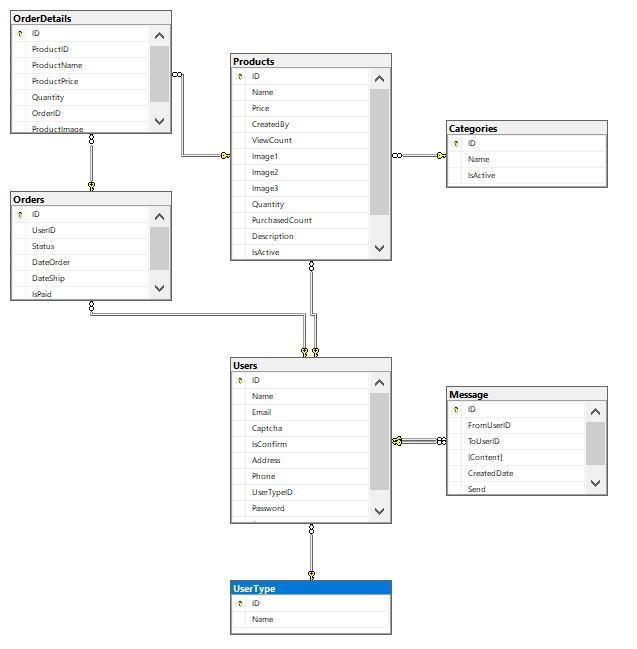 OrderDetails
ID
ProductID
ProductName
ProductPrice
Quantity
OrderID
ProductImage
Products
ID
Name
Price
CreatedBy
ViewCount
Image1
Image2
Image3
Quantity
PurchasedCount
Description
IsActive
Categories
ID
Name
IsActive
Orders
ID
UserID
Status
DateOrder
DateShip
IsPaid
Users
ID
Name
Email
Captcha
IsConfirm
Address
Phone
UserTypeID
Password
Message
ID
FromUserID
ToUserID
[Content]
CreatedDate
Send
UserType
ID
Name